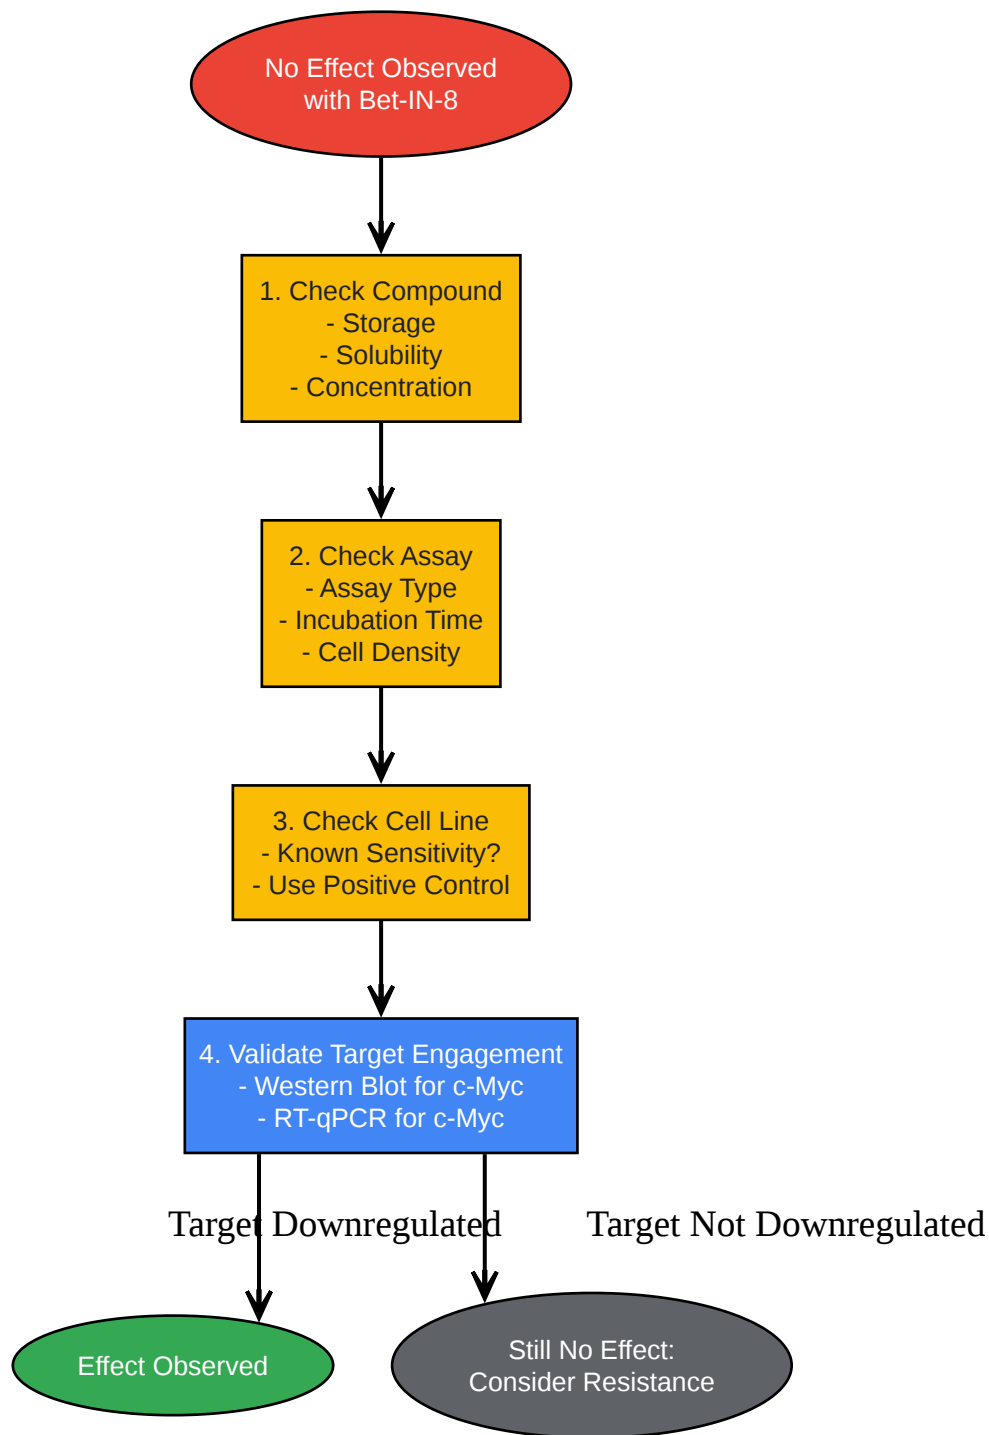 No Effect Observed
with Bet-IN-8
1. Check Compound
- Storage
- Solubility
- Concentration
2. Check Assay
- Assay Type
- Incubation Time
- Cell Density
3. Check Cell Line
- Known Sensitivity?
- Use Positive Control
4. Validate Target Engagement
- Western Blot for c-Myc
- RT-qPCR for c-Myc
Target Downregulated
Target Not Downregulated
Effect Observed
Still No Effect:
Consider Resistance